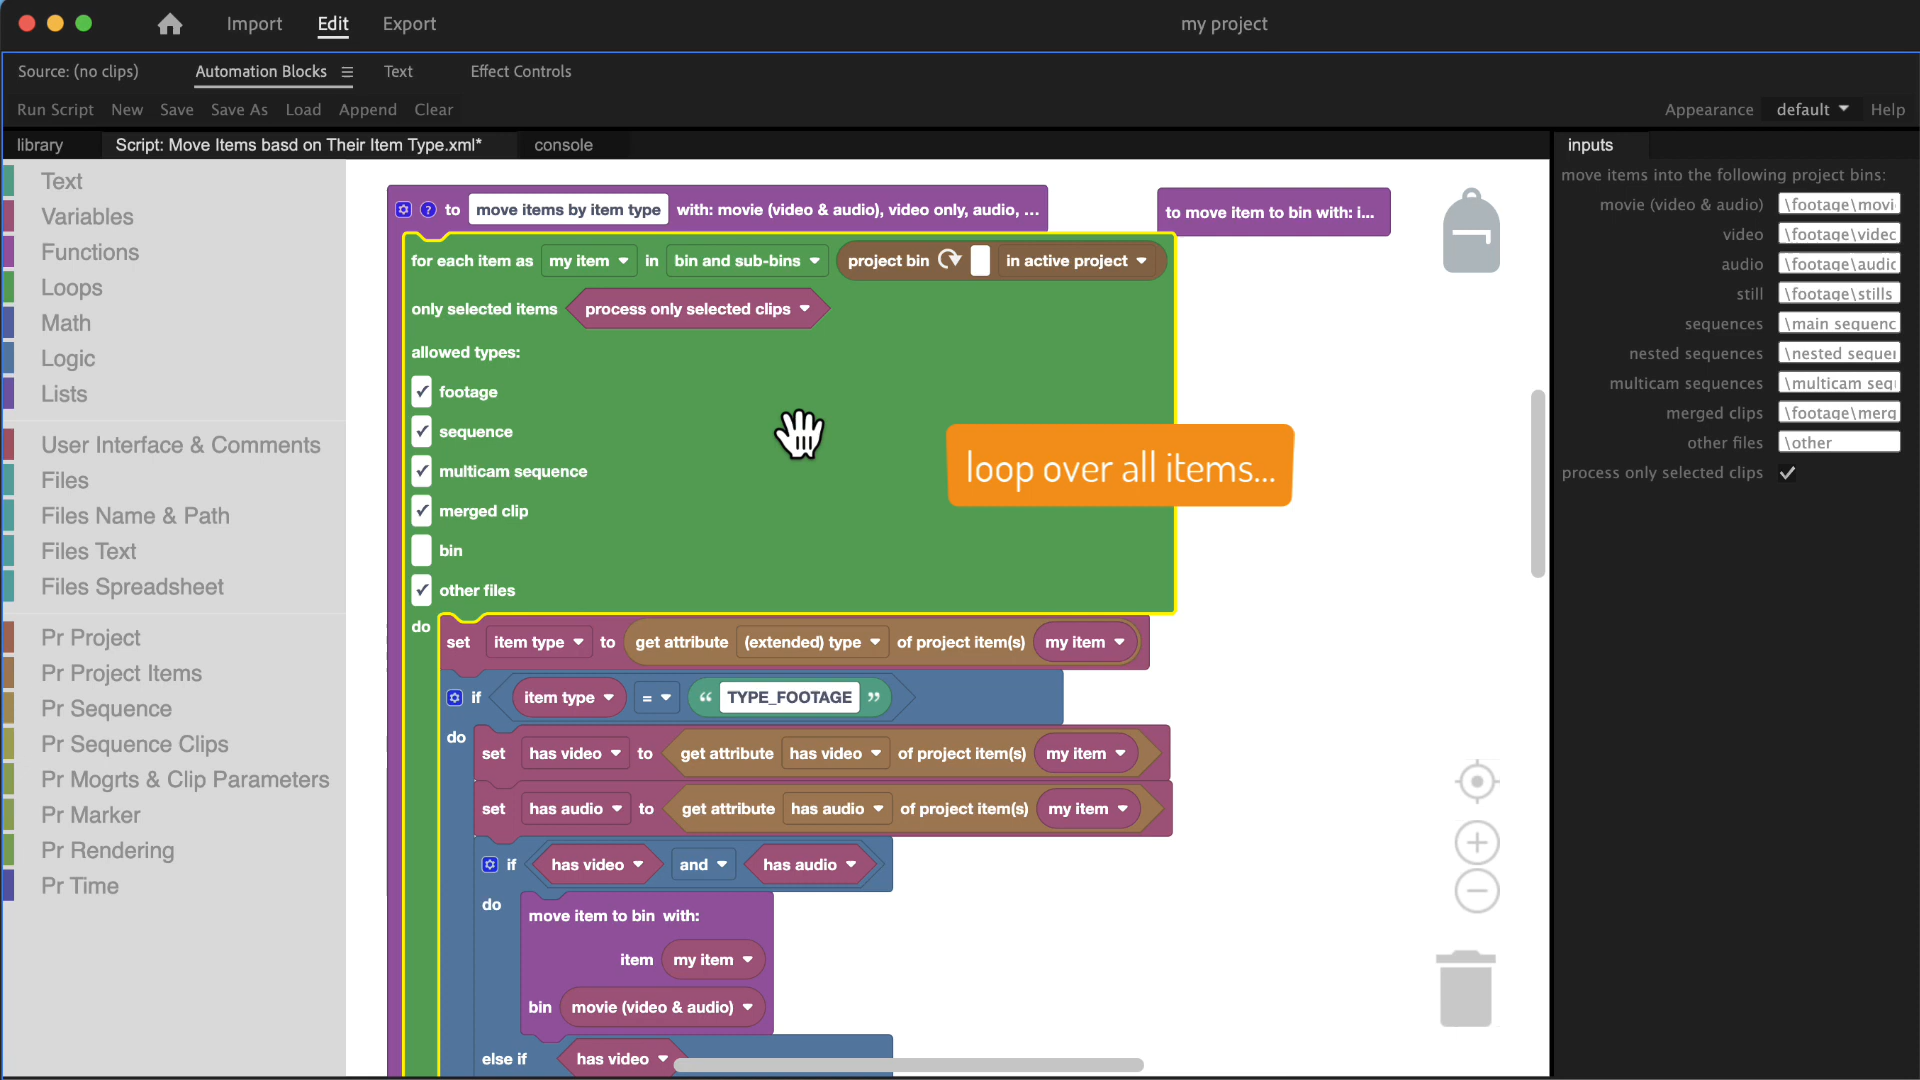 Import Edit Export my project
Source: (no clips) Automation Blocks Text Effect Controls
Run Script New Save Save As Load Append Clear Appearance default Help
library Script: Move Items basd on Their Item Type.xml* console inputs
Text
Variables
Functions
Loops
Math
Logic
Lists
User Interface & Comments
Files
Files Name & Path
Files Text
Files Spreadsheet
Pr Project
Pr Project Items
Pr Sequence
Pr Sequence Clips
Pr Mogrts & Clip Parameters
Pr Marker
Pr Rendering
Pr Time
? to move items by item type with: movie (video & audio), video only, audio, ...
to move item to bin with: i...
for each item as my item in bin and sub-bins project bin in active project
only selected items process only selected clips
allowed types:
footage
sequence
multicam sequence
merged clip
bin
other files
loop over all items...
do set item type to get attribute (extended) type of project item(s) my item
if item type = “ TYPE_FOOTAGE ”
do set has video to get attribute has video of project item(s) my item
set has audio to get attribute has audio of project item(s) my item
if has video and has audio
do move item to bin with:
item my item
bin movie (video & audio)
else if has video
move items into the following project bins:
movie (video & audio) \footage\movi
video \footage\videc
audio \footage\audic
still \footage\stills
sequences \main sequenc
nested sequences \nested sequer
multicam sequences \multicam seq
merged clips \footage\merg
other files \other
process only selected clips